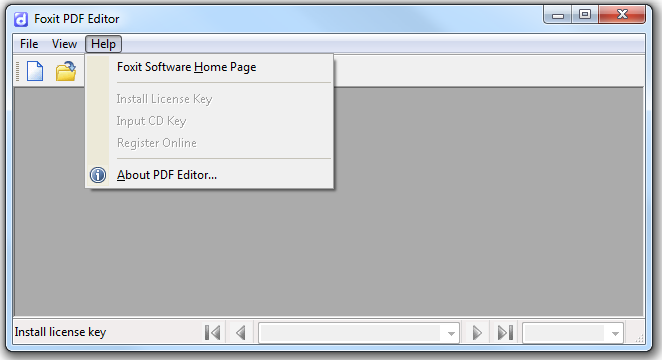 Foxit PDF Editor
File View Help
Foxit Software Home Page
Install License Key
Input CD Key
Register Online
About PDF Editor...
Install license key